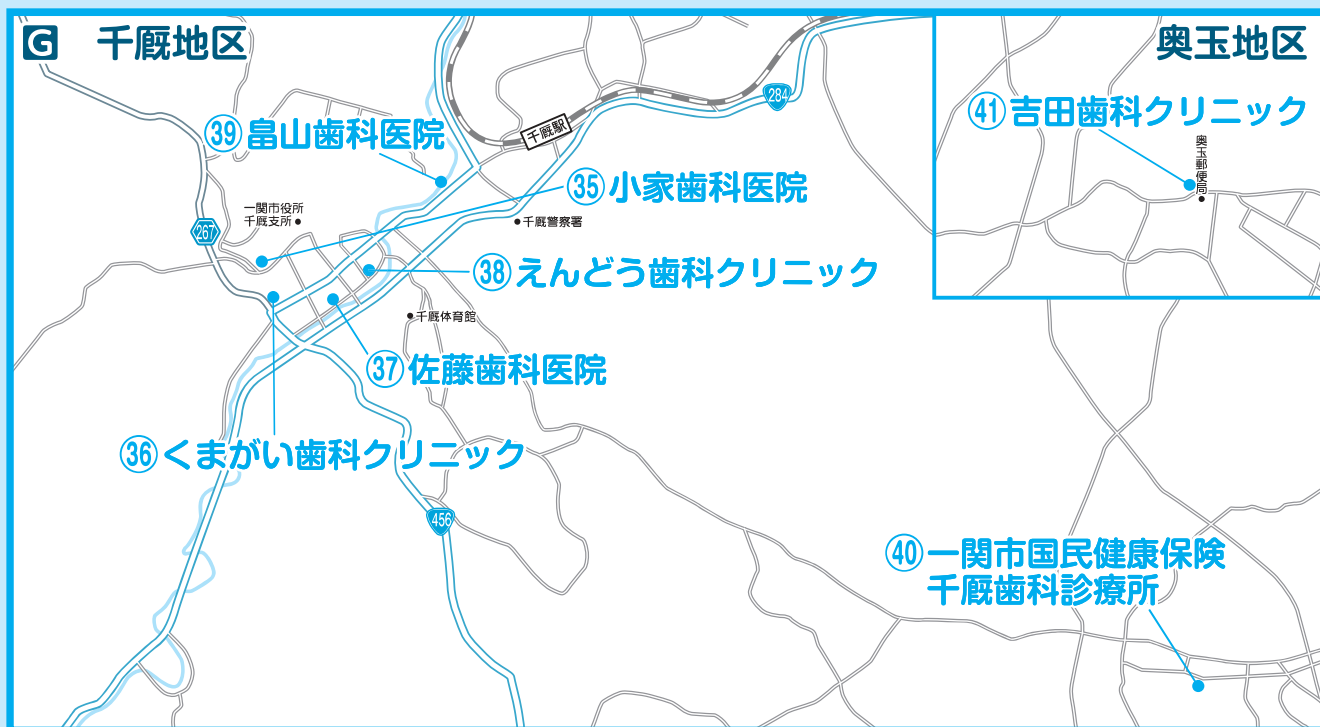 G 千厩地区
奥玉地区
㊶吉田歯科クリニック
奥玉郵便局
284
㊴畠山歯科医院
千厩駅
㉟小家歯科医院
一関市役所
千厩支所
267
千厩警察署
㊳えんどう歯科クリニック
千厩体育館
㊲佐藤歯科医院
㊱くまがい歯科クリニック
456
㊵一関市国民健康保険
千厩歯科診療所